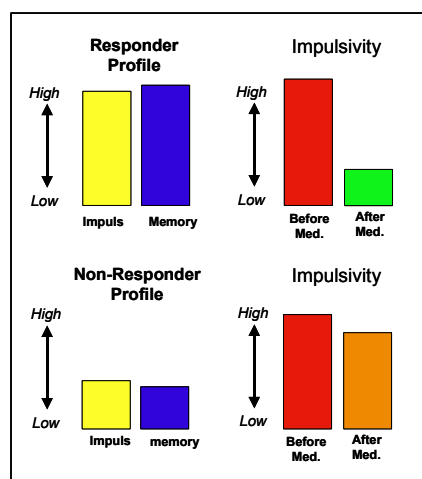 Responder
Profile
High
Low
Impuls Memory
Impulsivity
High
Low
Before
Med.
After
Med.
Non-Responder
Profile
High
Low
Impuls memory
Impulsivity
High
Low
Before
Med.
After
Med.